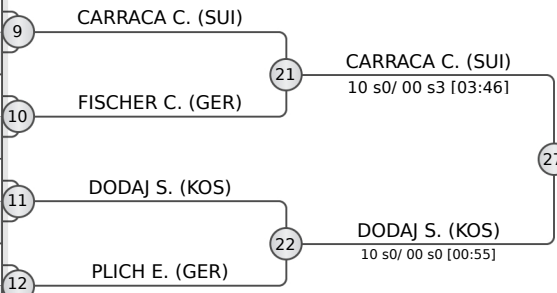 9
CARRACA C. (SUI)
21
CARRACA C. (SUI)
10 s0/ 00 s3 [03:46]
10
FISCHER C. (GER)
27
11
DODAJ S. (KOS)
22
DODAJ S. (KOS)
10 s0/ 00 s0 [00:55]
12
PLICH E. (GER)